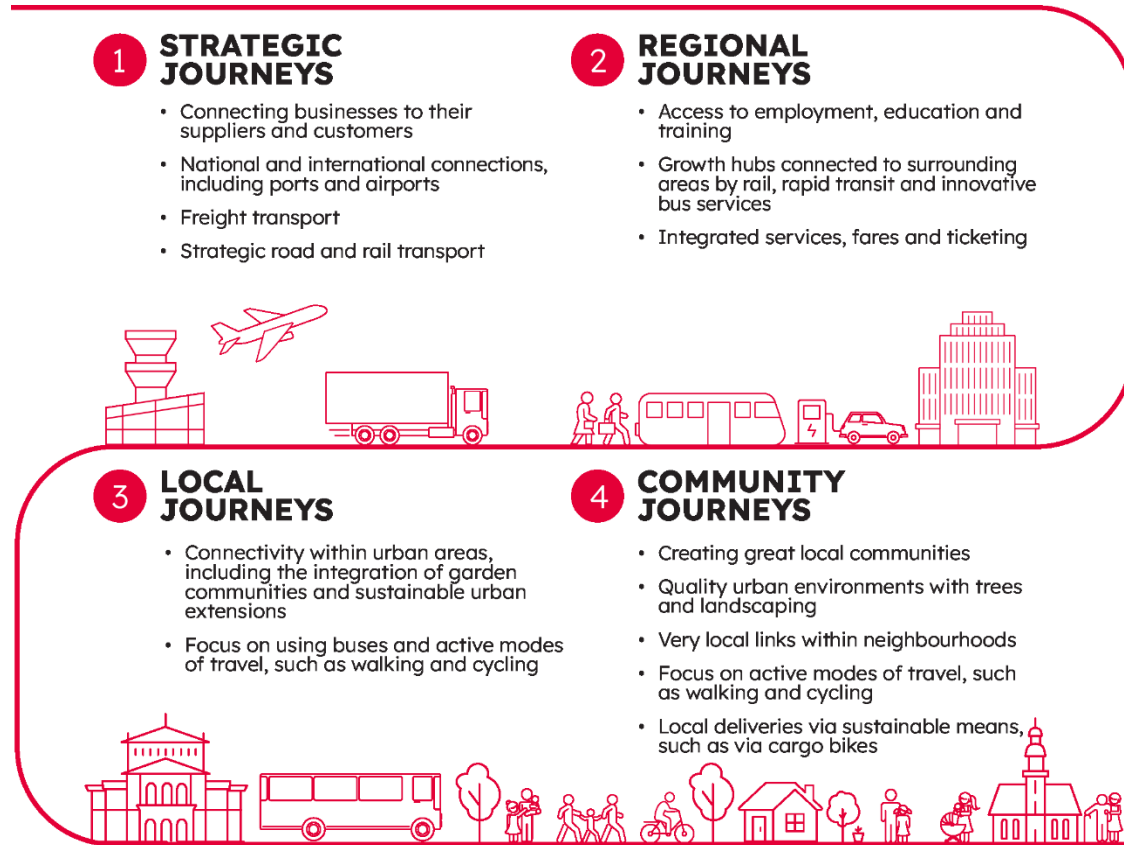 1
STRATEGIC
JOURNEYS
• Connecting businesses to their
suppliers and customers
• National and international connections,
including ports and airports
• Freight transport
• Strategic road and rail transport
2
REGIONAL
JOURNEYS
• Access to employment, education and
training
• Growth hubs connected to surrounding
areas by rail, rapid transit and innovative
bus services
• Integrated services, fares and ticketing
3
LOCAL
JOURNEYS
• Connectivity within urban areas,
including the integration of garden
communities and sustainable urban
extensions
• Focus on using buses and active modes
of travel, such as walking and cycling
4
COMMUNITY
JOURNEYS
• Creating great local communities
• Quality urban environments with trees
and landscaping
• Very local links within neighbourhoods
• Focus on active modes of travel, such
as walking and cycling
• Local deliveries via sustainable means,
such as via cargo bikes